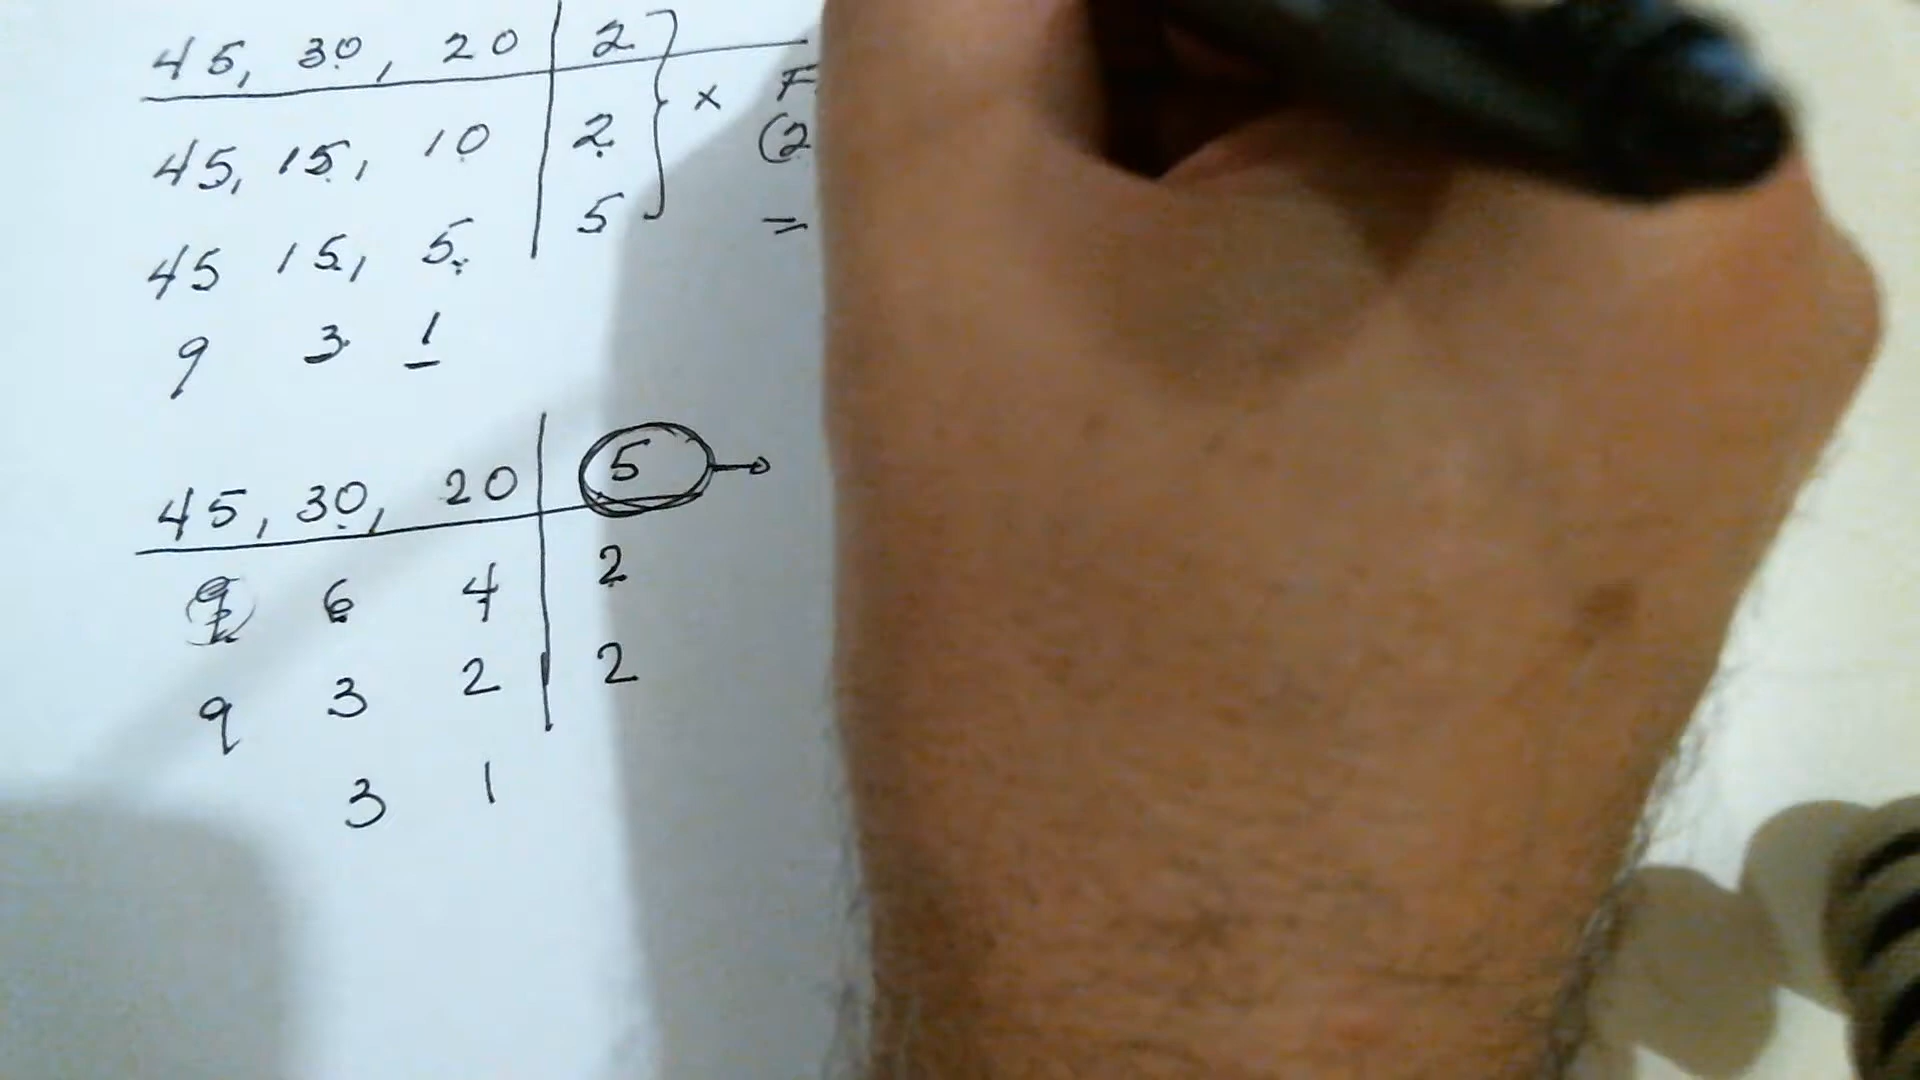 45, 30, 20 | 2
45, 15, 10 | 2 } × F
45 15, 5 | 5 (2
9 3 1 =
45, 30, 20 | 5 →
9 6 4 | 2
9 3 2 | 2
3 1